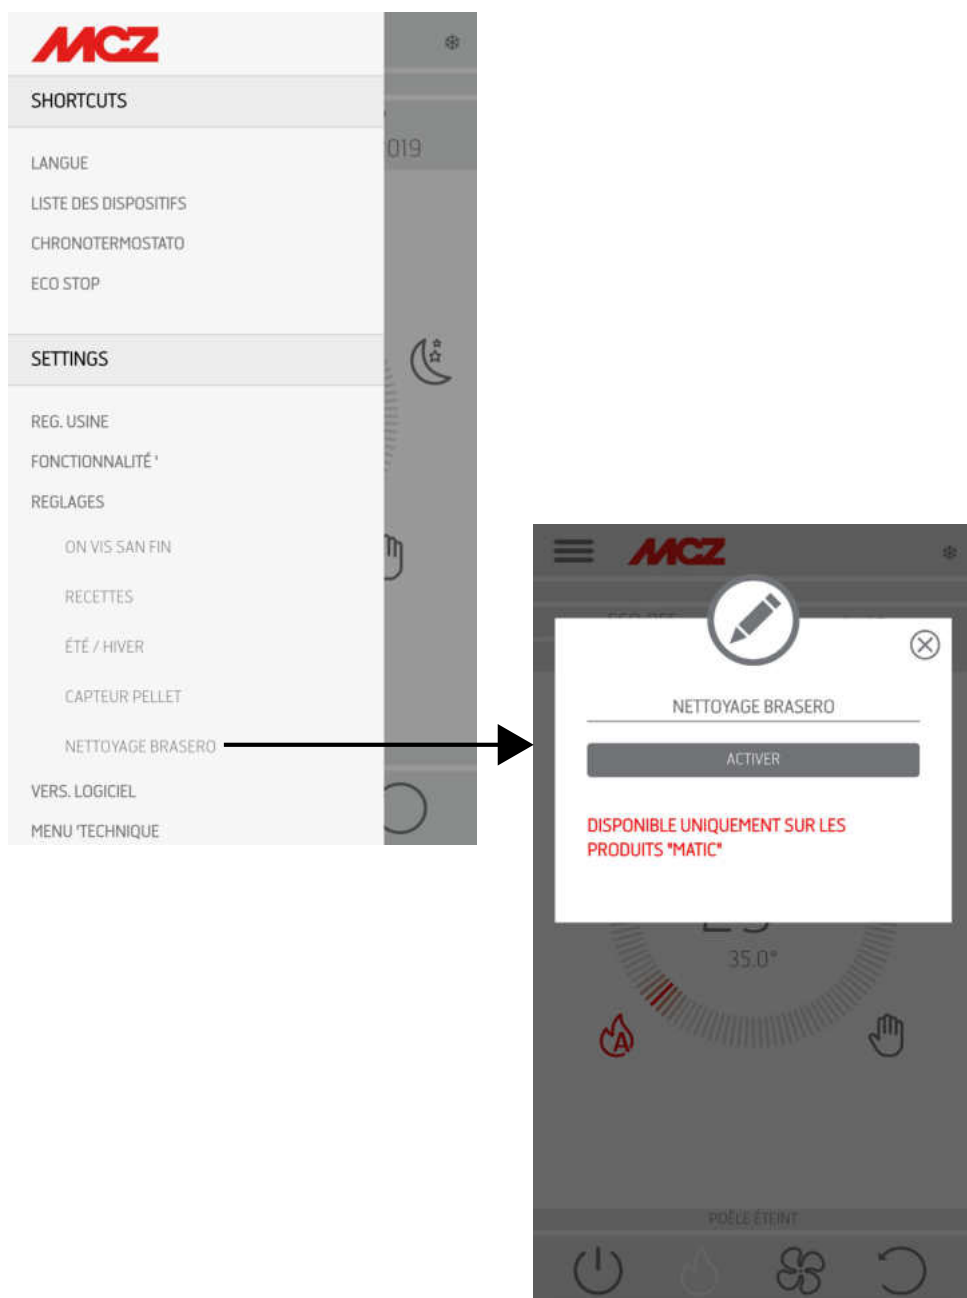 MCZ
SHORTCUTS
019
LANGUE
LISTE DES DISPOSITIFS
CHRONOTERMOSTATO
ECO STOP
SETTINGS
REG. USINE
FONCTIONNALITÉ '
REGLAGES
ON VIS SAN FIN
RECETTES
ÉTÉ / HIVER
CAPTEUR PELLET
NETTOYAGE BRASERO
VERS. LOGICIEL
MENU 'TECHNIQUE
MCZ
NETTOYAGE BRASERO
ACTIVER
DISPONIBLE UNIQUEMENT SUR LES
PRODUITS "MATIC"
35.0°
A
POÊLE ÉTEINT